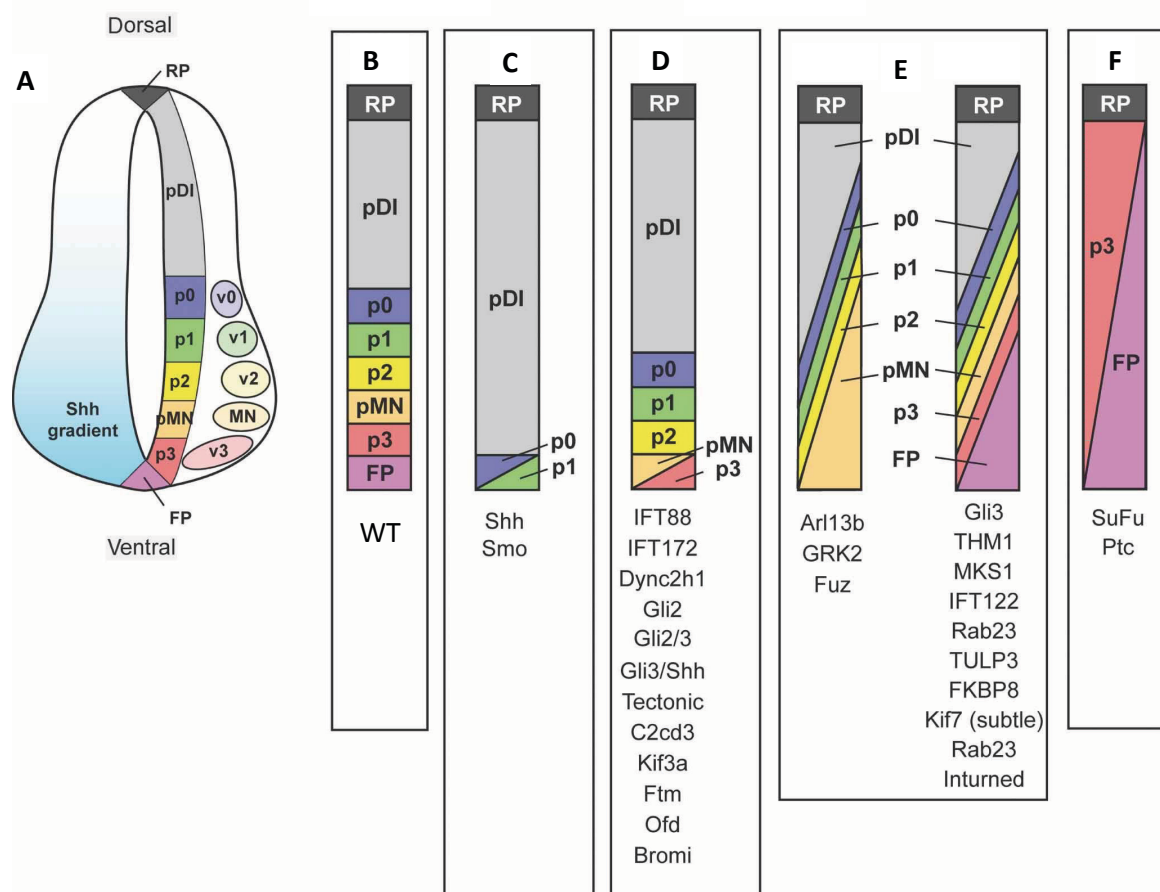 Dorsal
A
RP
pDI
p0
v0
p1
v1
p2
v2
pMN
MN
p3
v3
Shh
gradient
FP
Ventral
B
RP
pDI
p0
p1
p2
pMN
p3
FP
WT
C
RP
pDI
p0
p1
Shh
Smo
D
RP
pDI
p0
p1
p2
pMN
p3
IFT88
IFT172
Dync2h1
Gli2
Gli2/3
Gli3/Shh
Tectonic
C2cd3
Kif3a
Ftm
Ofd
Bromi
E
RP
RP
pDI
p0
p1
p2
pMN
p3
FP
Arl13b
GRK2
Fuz
Gli3
THM1
MKS1
IFT122
Rab23
TULP3
FKBP8
Kif7 (subtle)
Rab23
Inturned
F
RP
p3
FP
SuFu
Ptc